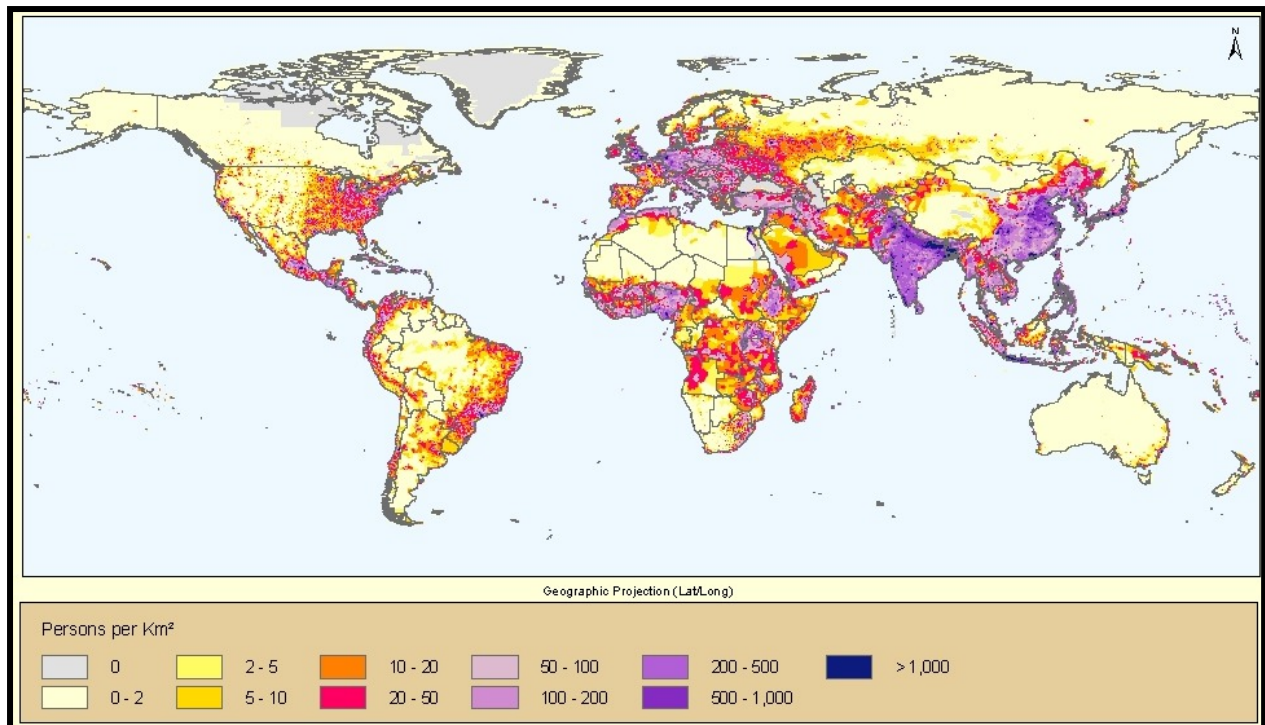 N
Geographic Projection (Lat/Long)
Persons per Km²
0 2 - 5 10 - 20 50 - 100 200 - 500 >1,000
0 - 2 5 - 10 20 - 50 100 - 200 500 - 1,000